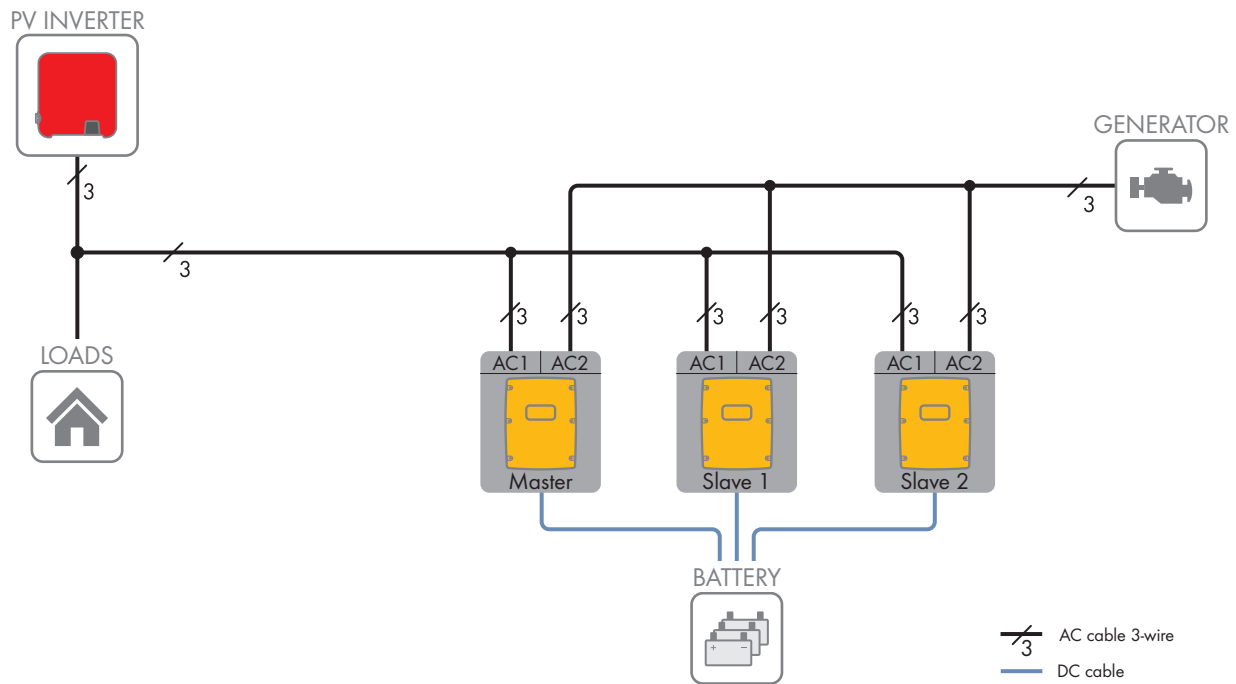 PV INVERTER
GENERATOR
3
3
3
3
3
3
3
3
3
LOADS
AC1 AC2
AC1 AC2
AC1 AC2
Master
Slave 1
Slave 2
BATTERY
+ −
3
AC cable 3-wire
DC cable